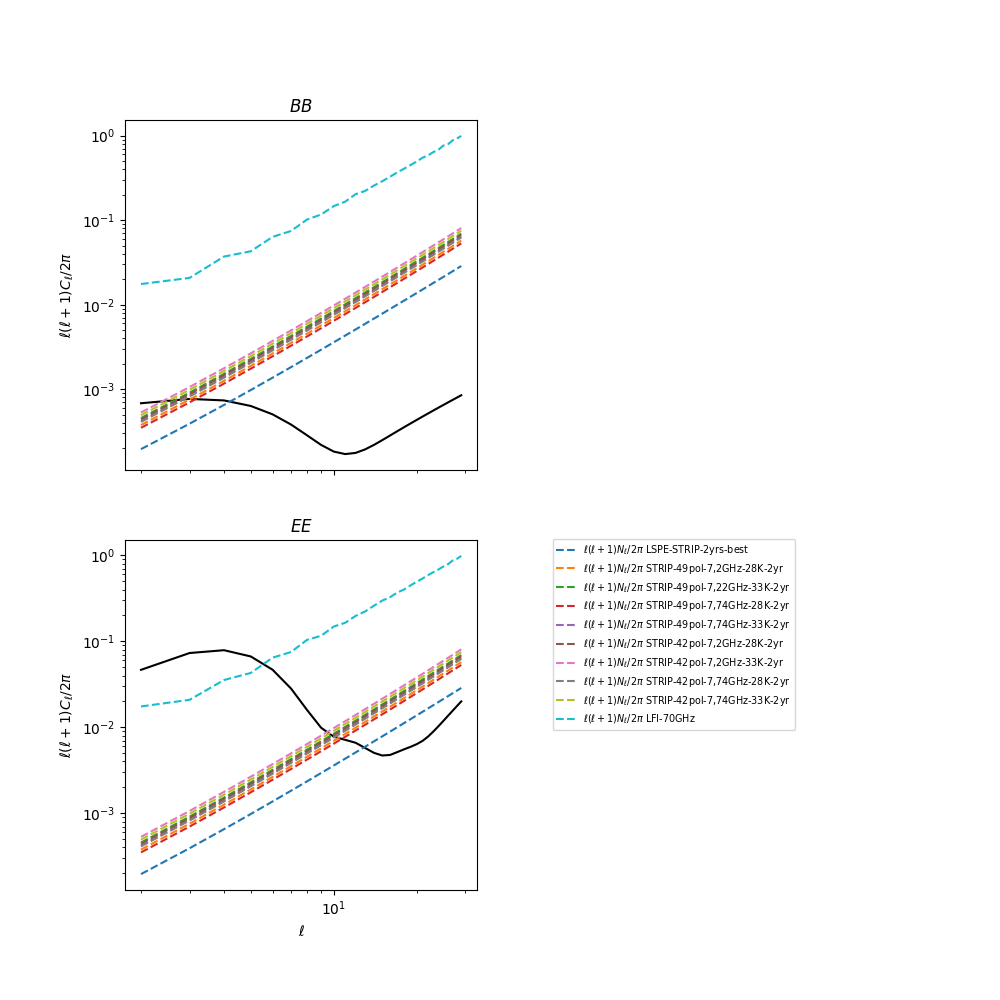 BB
10⁰
10⁻¹
10⁻²
10⁻³
ℓ(ℓ + 1)Cℓ/2π
EE
10⁰
10⁻¹
10⁻²
10⁻³
ℓ(ℓ + 1)Cℓ/2π
10¹
ℓ
ℓ(ℓ + 1)Nℓ/2π LSPE-STRIP-2yrs-best
ℓ(ℓ + 1)Nℓ/2π STRIP-49pol-7,2GHz-28K-2yr
ℓ(ℓ + 1)Nℓ/2π STRIP-49pol-7,22GHz-33K-2yr
ℓ(ℓ + 1)Nℓ/2π STRIP-49pol-7,74GHz-28K-2yr
ℓ(ℓ + 1)Nℓ/2π STRIP-49pol-7,74GHz-33K-2yr
ℓ(ℓ + 1)Nℓ/2π STRIP-42pol-7,2GHz-28K-2yr
ℓ(ℓ + 1)Nℓ/2π STRIP-42pol-7,2GHz-33K-2yr
ℓ(ℓ + 1)Nℓ/2π STRIP-42pol-7,74GHz-28K-2yr
ℓ(ℓ + 1)Nℓ/2π STRIP-42pol-7,74GHz-33K-2yr
ℓ(ℓ + 1)Nℓ/2π LFI-70GHz